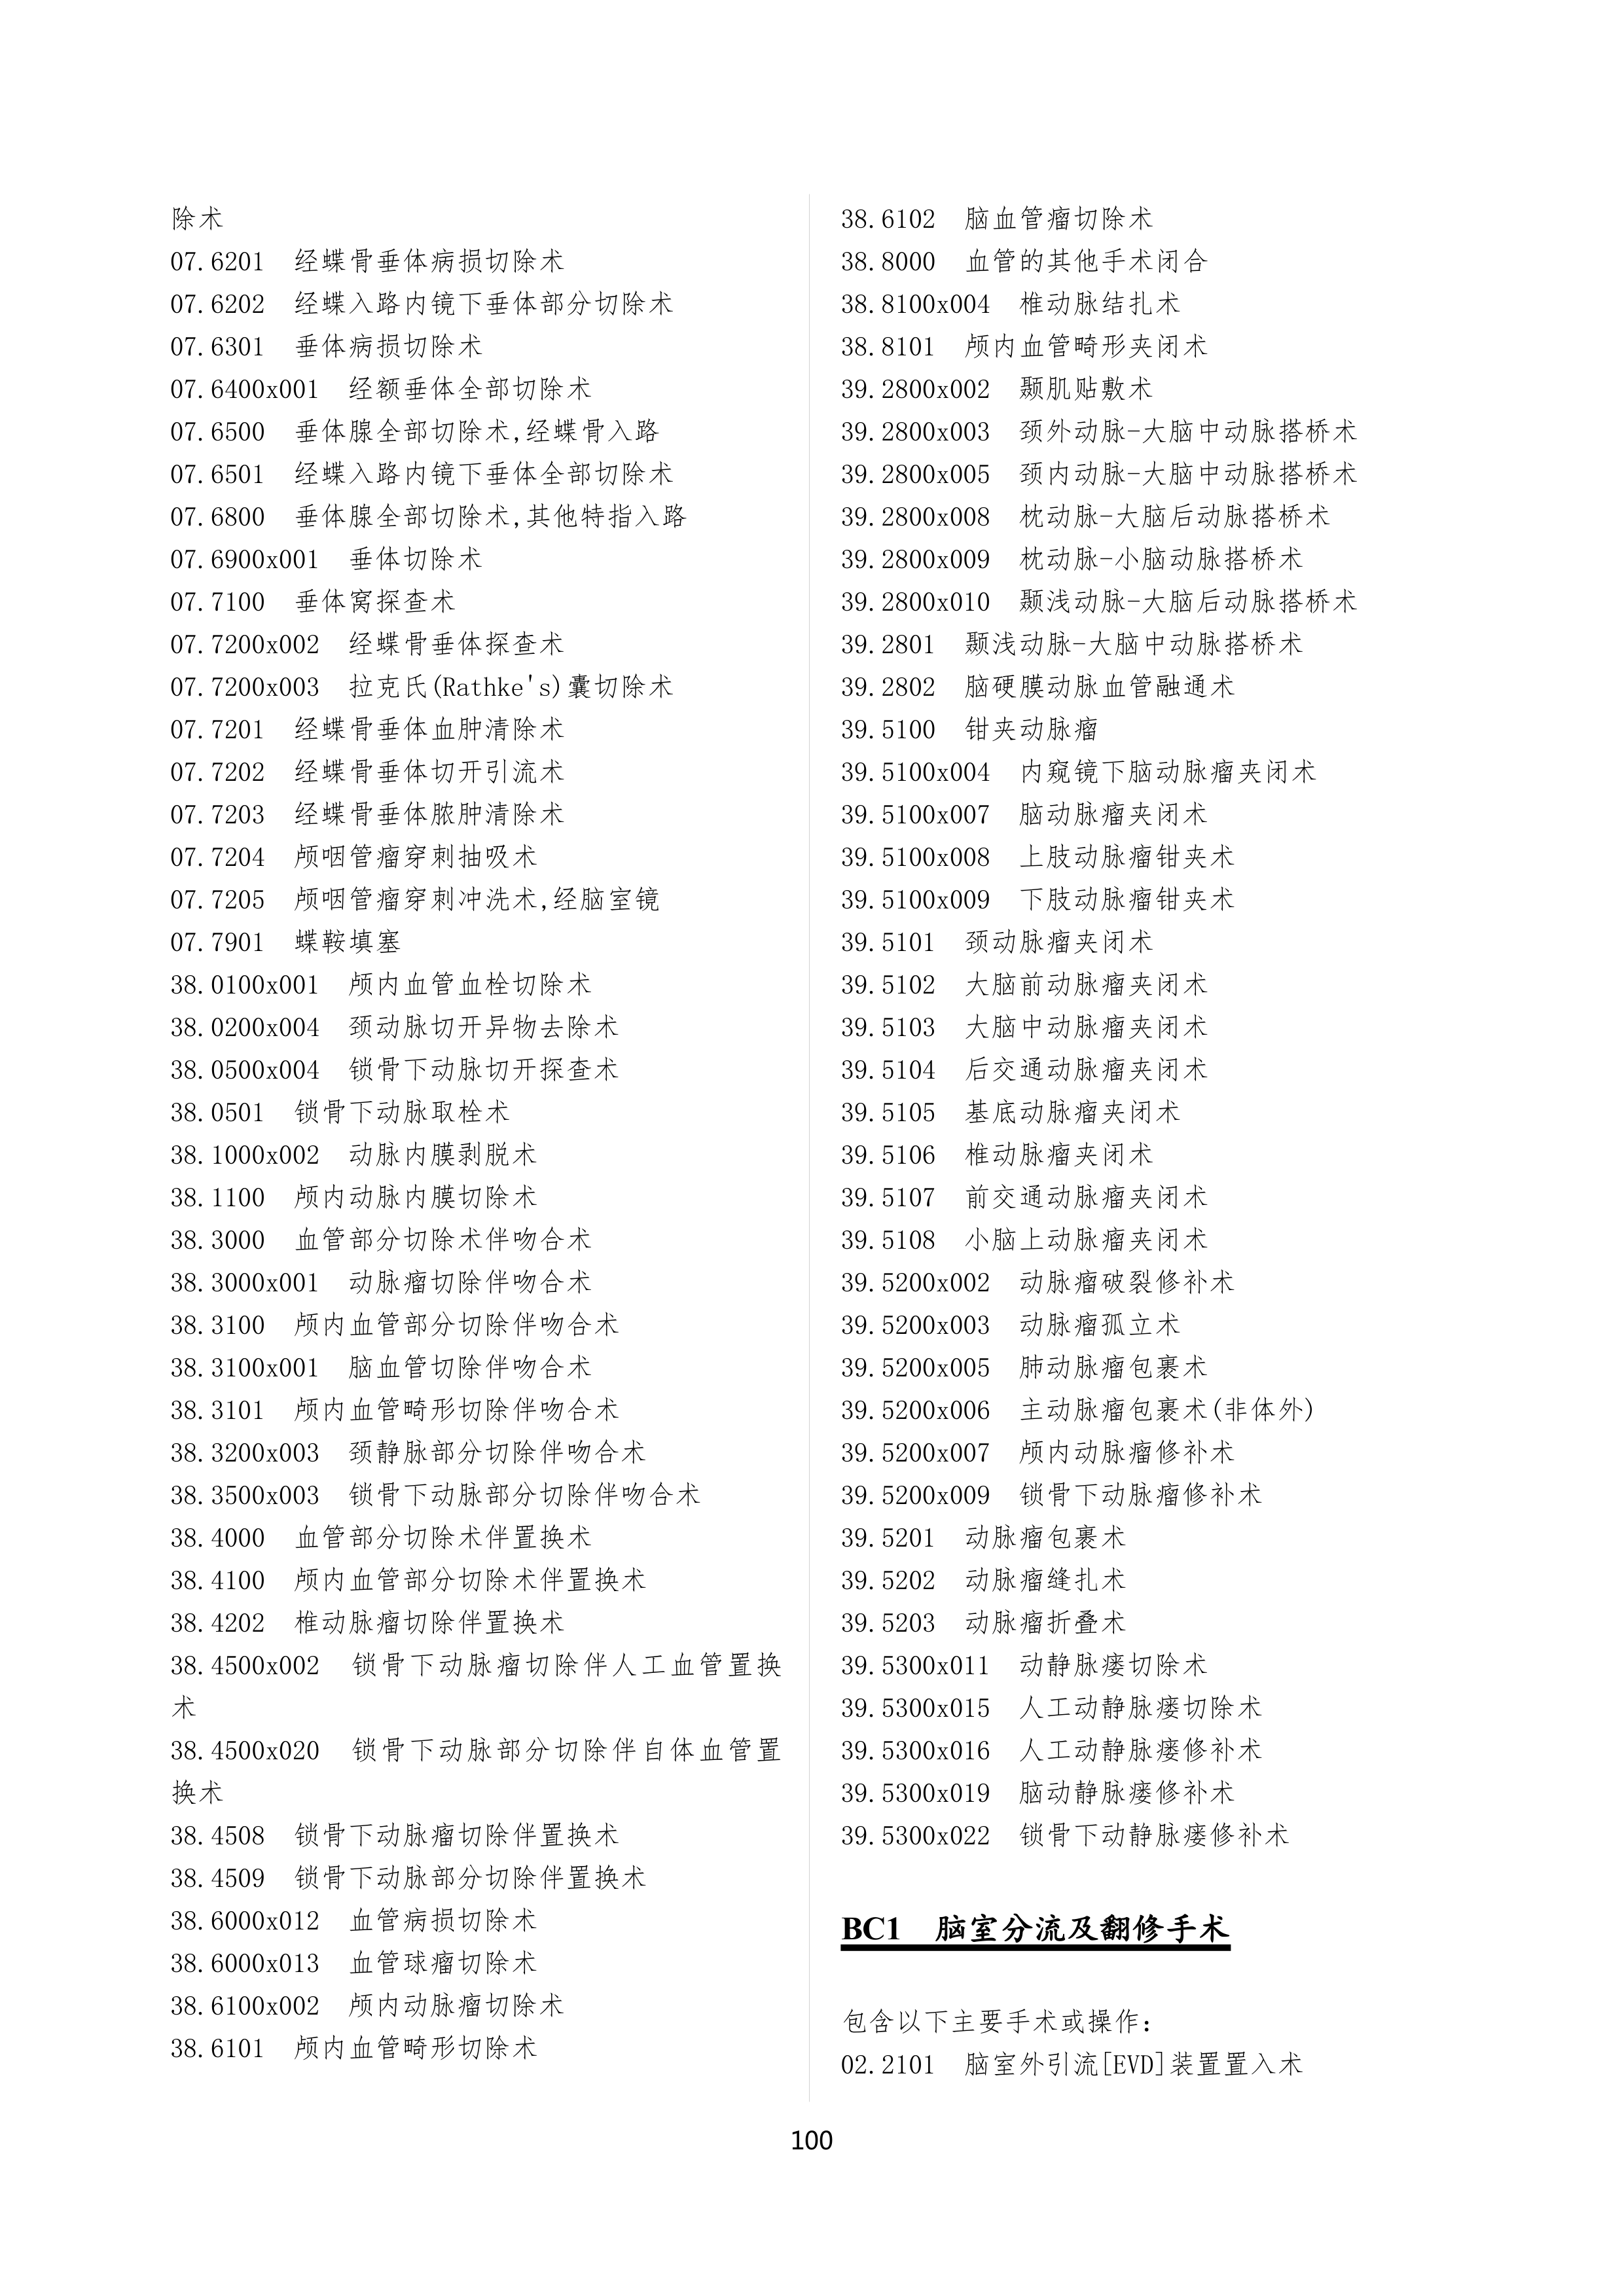 除术
07.6201  经蝶骨垂体病损切除术
07.6202  经蝶入路内镜下垂体部分切除术
07.6301  垂体病损切除术
07.6400x001  经额垂体全部切除术
07.6500  垂体腺全部切除术,经蝶骨入路
07.6501  经蝶入路内镜下垂体全部切除术
07.6800  垂体腺全部切除术,其他特指入路
07.6900x001  垂体切除术
07.7100  垂体窝探查术
07.7200x002  经蝶骨垂体探查术
07.7200x003  拉克氏(Rathke's)囊切除术
07.7201  经蝶骨垂体血肿清除术
07.7202  经蝶骨垂体切开引流术
07.7203  经蝶骨垂体脓肿清除术
07.7204  颅咽管瘤穿刺抽吸术
07.7205  颅咽管瘤穿刺冲洗术,经脑室镜
07.7901  蝶鞍填塞
38.0100x001  颅内血管血栓切除术
38.0200x004  颈动脉切开异物去除术
38.0500x004  锁骨下动脉切开探查术
38.0501  锁骨下动脉取栓术
38.1000x002  动脉内膜剥脱术
38.1100  颅内动脉内膜切除术
38.3000  血管部分切除术伴吻合术
38.3000x001  动脉瘤切除伴吻合术
38.3100  颅内血管部分切除伴吻合术
38.3100x001  脑血管切除伴吻合术
38.3101  颅内血管畸形切除伴吻合术
38.3200x003  颈静脉部分切除伴吻合术
38.3500x003  锁骨下动脉部分切除伴吻合术
38.4000  血管部分切除术伴置换术
38.4100  颅内血管部分切除术伴置换术
38.4202  椎动脉瘤切除伴置换术
38.4500x002  锁骨下动脉瘤切除伴人工血管置换
术
38.4500x020  锁骨下动脉部分切除伴自体血管置
换术
38.4508  锁骨下动脉瘤切除伴置换术
38.4509  锁骨下动脉部分切除伴置换术
38.6000x012  血管病损切除术
38.6000x013  血管球瘤切除术
38.6100x002  颅内动脉瘤切除术
38.6101  颅内血管畸形切除术
38.6102  脑血管瘤切除术
38.8000  血管的其他手术闭合
38.8100x004  椎动脉结扎术
38.8101  颅内血管畸形夹闭术
39.2800x002  颞肌贴敷术
39.2800x003  颈外动脉-大脑中动脉搭桥术
39.2800x005  颈内动脉-大脑中动脉搭桥术
39.2800x008  枕动脉-大脑后动脉搭桥术
39.2800x009  枕动脉-小脑动脉搭桥术
39.2800x010  颞浅动脉-大脑后动脉搭桥术
39.2801  颞浅动脉-大脑中动脉搭桥术
39.2802  脑硬膜动脉血管融通术
39.5100  钳夹动脉瘤
39.5100x004  内窥镜下脑动脉瘤夹闭术
39.5100x007  脑动脉瘤夹闭术
39.5100x008  上肢动脉瘤钳夹术
39.5100x009  下肢动脉瘤钳夹术
39.5101  颈动脉瘤夹闭术
39.5102  大脑前动脉瘤夹闭术
39.5103  大脑中动脉瘤夹闭术
39.5104  后交通动脉瘤夹闭术
39.5105  基底动脉瘤夹闭术
39.5106  椎动脉瘤夹闭术
39.5107  前交通动脉瘤夹闭术
39.5108  小脑上动脉瘤夹闭术
39.5200x002  动脉瘤破裂修补术
39.5200x003  动脉瘤孤立术
39.5200x005  肺动脉瘤包裹术
39.5200x006  主动脉瘤包裹术(非体外)
39.5200x007  颅内动脉瘤修补术
39.5200x009  锁骨下动脉瘤修补术
39.5201  动脉瘤包裹术
39.5202  动脉瘤缝扎术
39.5203  动脉瘤折叠术
39.5300x011  动静脉瘘切除术
39.5300x015  人工动静脉瘘切除术
39.5300x016  人工动静脉瘘修补术
39.5300x019  脑动静脉瘘修补术
39.5300x022  锁骨下动静脉瘘修补术
BC1  脑室分流及翻修手术
包含以下主要手术或操作:
02.2101  脑室外引流[EVD]装置置入术
100